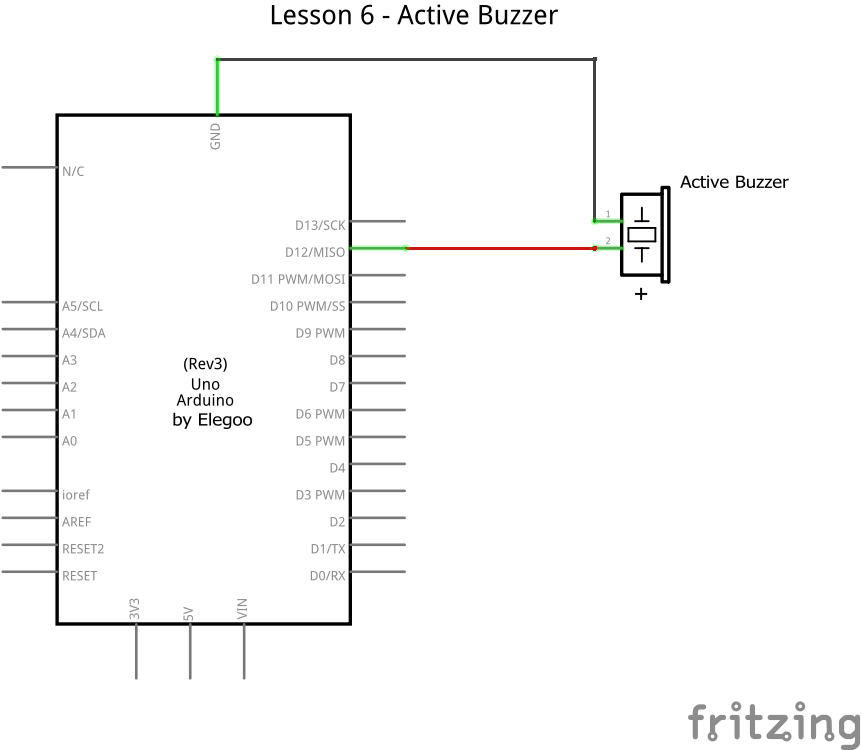 Lesson 6 - Active Buzzer
GND
N/C
Active Buzzer
1
D13/SCK
2
D12/MISO
D11 PWM/MOSI
+
A5/SCL
D10 PWM/SS
A4/SDA
D9 PWM
A3
(Rev3)
D8
A2
Uno
D7
Arduino
A1
by Elegoo
D6 PWM
A0
D5 PWM
D4
ioref
D3 PWM
AREF
D2
RESET2
D1/TX
RESET
D0/RX
3V3
5V
VIN
fritzing